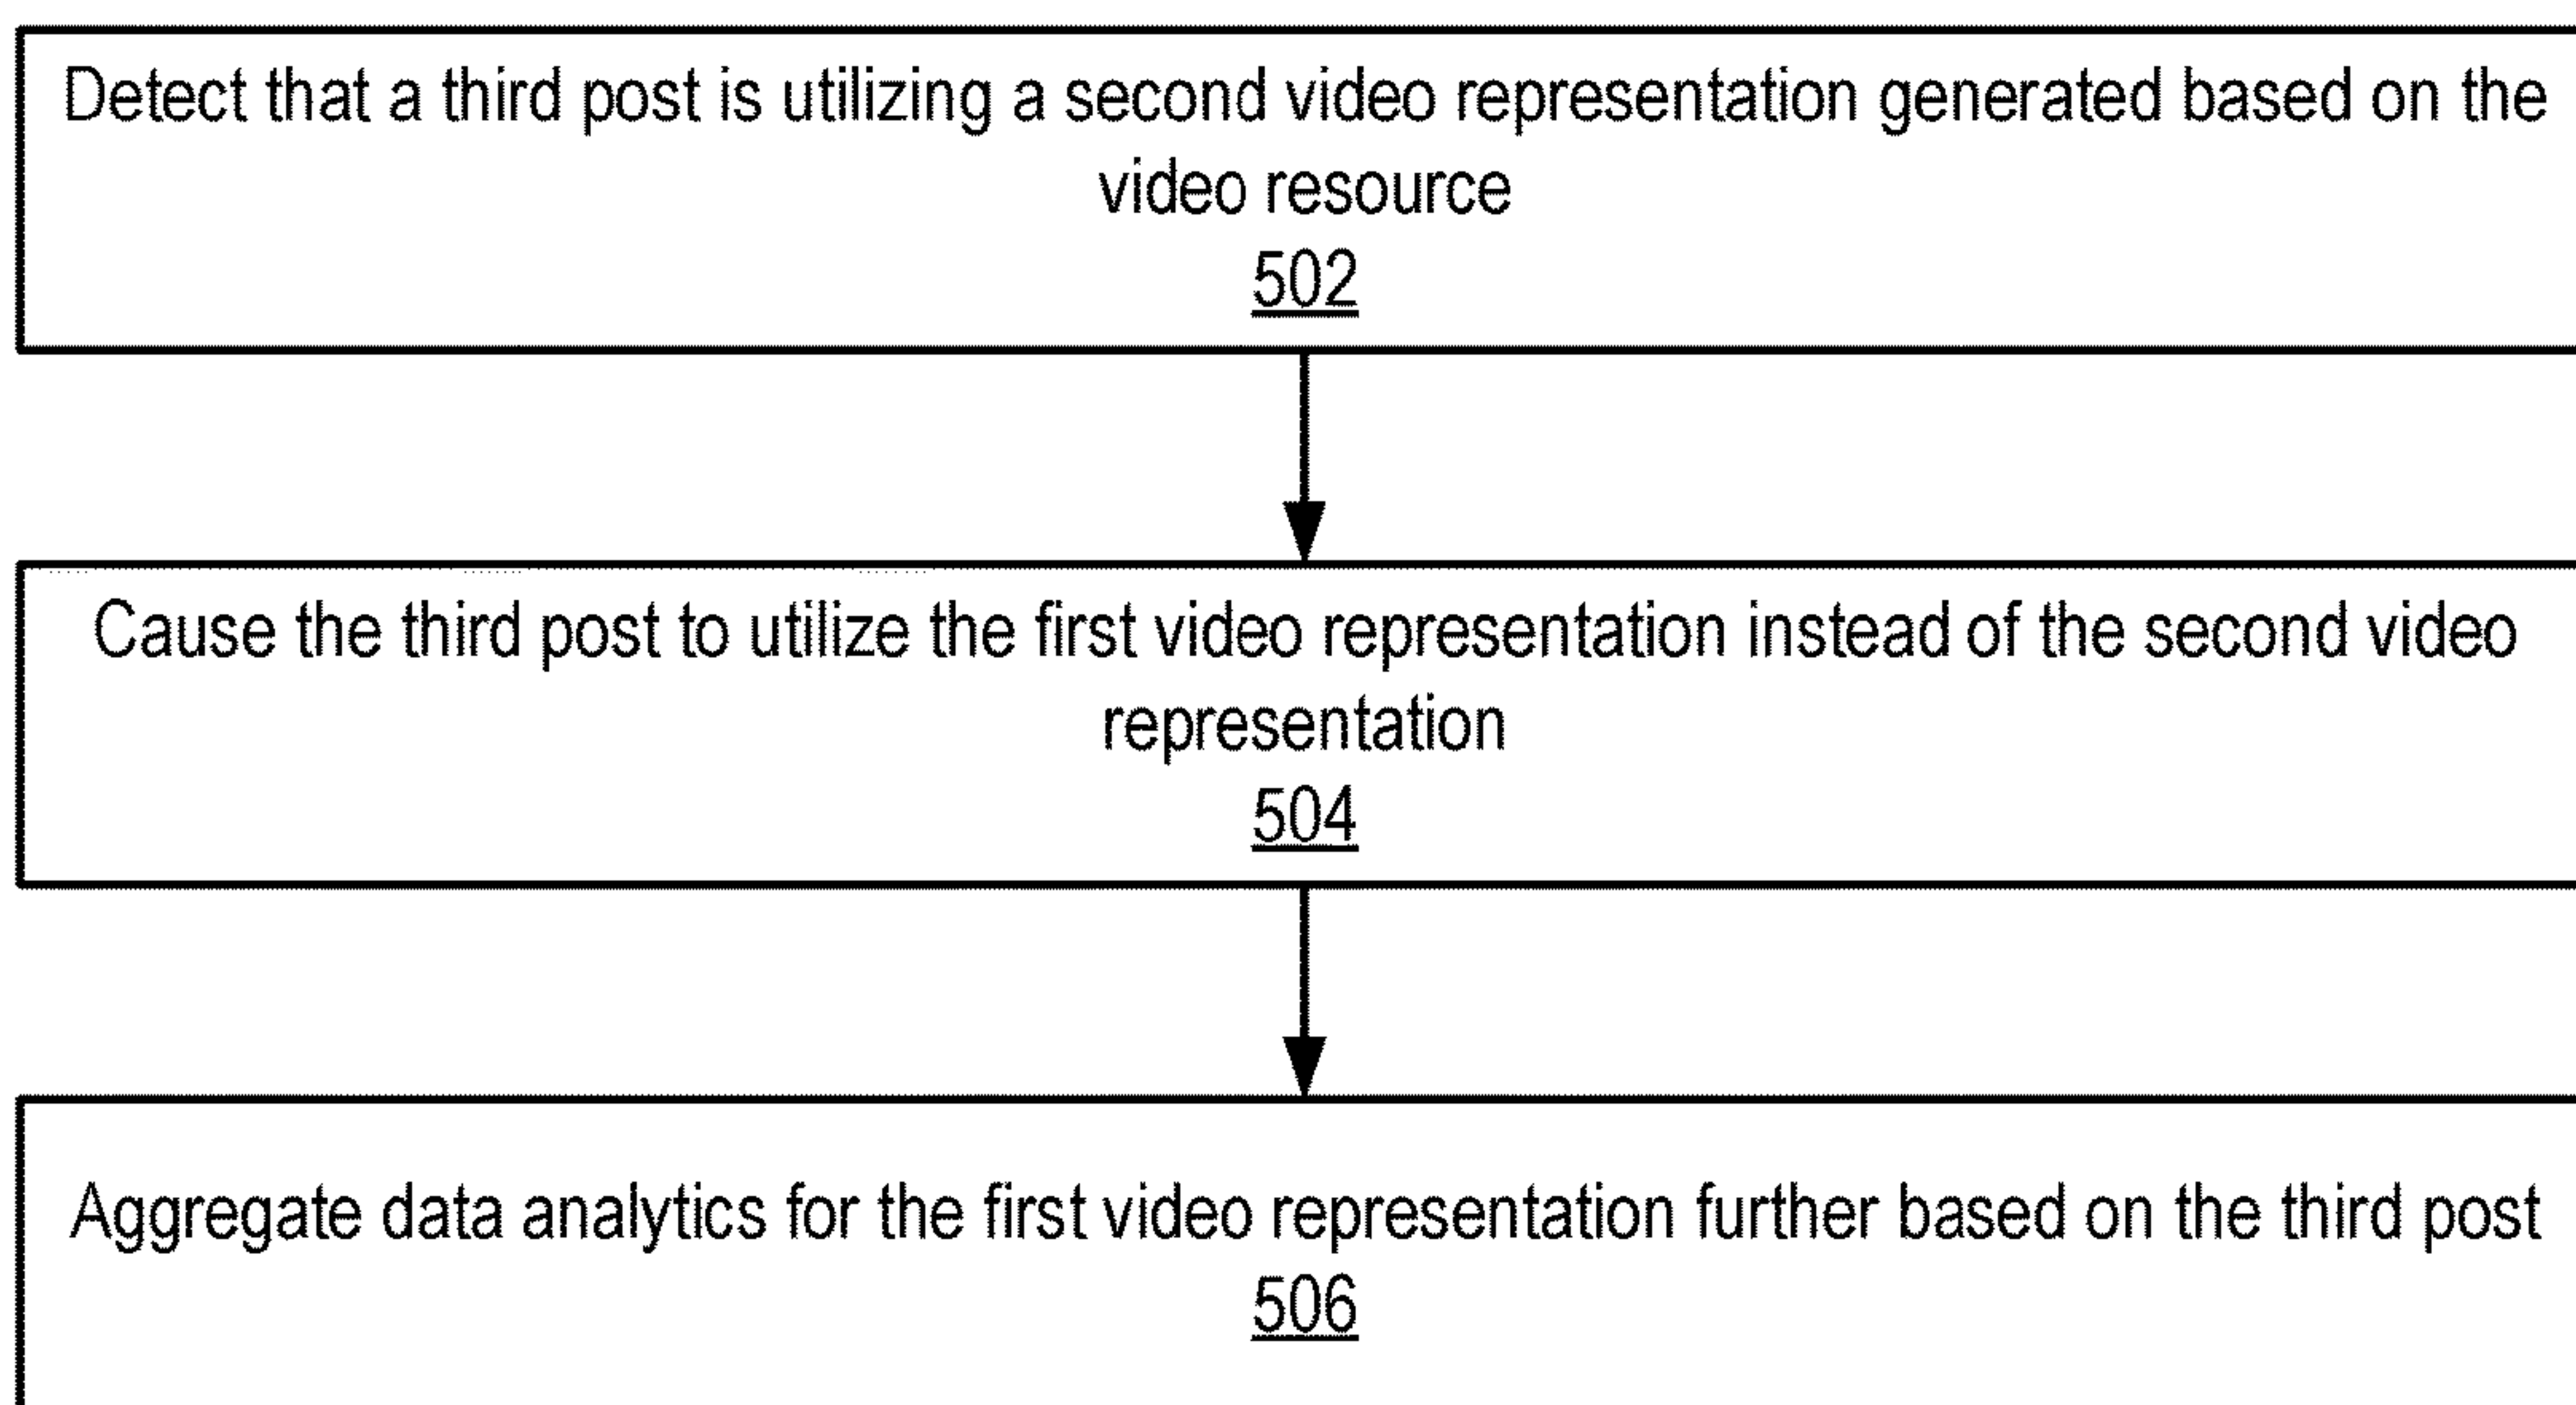 Detect that a third post is utilizing a second video representation generated based on the
video resource
502
Cause the third post to utilize the first video representation instead of the second video
representation
504
Aggregate data analytics for the first video representation further based on the third post
506